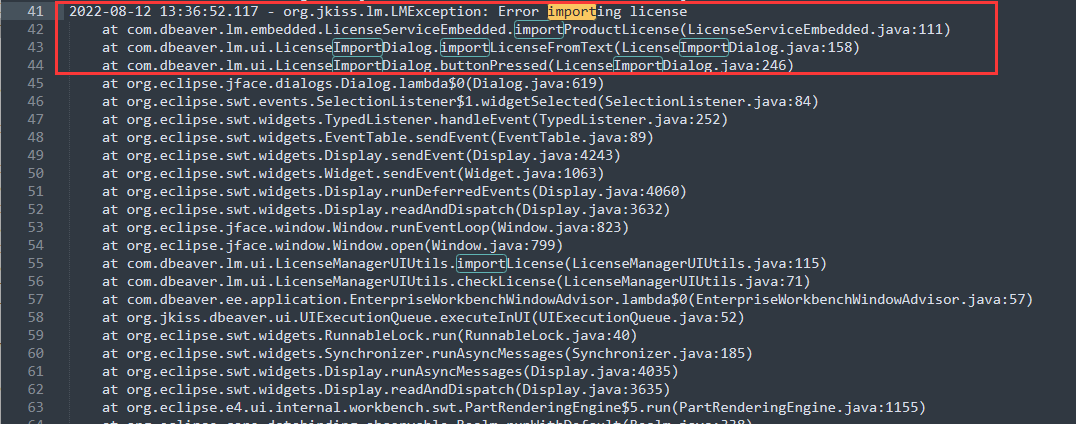 41 2022-08-12 13:36:52.117 - org.jkiss.lm.LMException: Error importing license
42 at com.dbeaver.lm.embedded.LicenseServiceEmbedded.importProductLicense(LicenseServiceEmbedded.java:111)
43 at com.dbeaver.lm.ui.LicenseImportDialog.importLicenseFromText(LicenseImportDialog.java:158)
44 at com.dbeaver.lm.ui.LicenseImportDialog.buttonPressed(LicenseImportDialog.java:246)
45 at org.eclipse.jface.dialogs.Dialog.lambda$0(Dialog.java:619)
46 at org.eclipse.swt.events.SelectionListener$1.widgetSelected(SelectionListener.java:84)
47 at org.eclipse.swt.widgets.TypedListener.handleEvent(TypedListener.java:252)
48 at org.eclipse.swt.widgets.EventTable.sendEvent(EventTable.java:89)
49 at org.eclipse.swt.widgets.Display.sendEvent(Display.java:4243)
50 at org.eclipse.swt.widgets.Widget.sendEvent(Widget.java:1063)
51 at org.eclipse.swt.widgets.Display.runDeferredEvents(Display.java:4060)
52 at org.eclipse.swt.widgets.Display.readAndDispatch(Display.java:3632)
53 at org.eclipse.jface.window.Window.runEventLoop(Window.java:823)
54 at org.eclipse.jface.window.Window.open(Window.java:799)
55 at com.dbeaver.lm.ui.LicenseManagerUIUtils.importLicense(LicenseManagerUIUtils.java:115)
56 at com.dbeaver.lm.ui.LicenseManagerUIUtils.checkLicense(LicenseManagerUIUtils.java:71)
57 at com.dbeaver.ee.application.EnterpriseWorkbenchWindowAdvisor.lambda$0(EnterpriseWorkbenchWindowAdvisor.java:57)
58 at org.jkiss.dbeaver.ui.UIExecutionQueue.executeInUI(UIExecutionQueue.java:52)
59 at org.eclipse.swt.widgets.RunnableLock.run(RunnableLock.java:40)
60 at org.eclipse.swt.widgets.Synchronizer.runAsyncMessages(Synchronizer.java:185)
61 at org.eclipse.swt.widgets.Display.runAsyncMessages(Display.java:4035)
62 at org.eclipse.swt.widgets.Display.readAndDispatch(Display.java:3635)
63 at org.eclipse.e4.ui.internal.workbench.swt.PartRenderingEngine$5.run(PartRenderingEngine.java:1155)